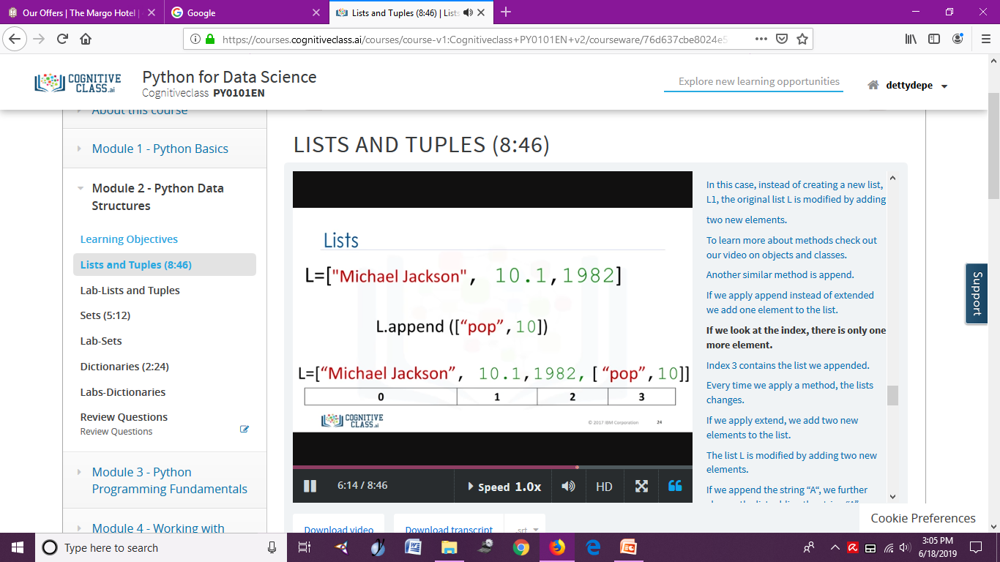 Our Offers | The Margo Hotel |
Google
Lists and Tuples (8:46) | Lists
https://courses.cognitiveclass.ai/courses/course-v1:Cognitiveclass+PY0101EN+v2/courseware/76d637cbe8024e5
COGNITIVE
CLASS.ai
Python for Data Science
Cognitiveclass PY0101EN
Explore new learning opportunities
dettydepe
About this course
Module 1 - Python Basics
Module 2 - Python Data
Structures
Learning Objectives
Lists and Tuples (8:46)
Lab-Lists and Tuples
Sets (5:12)
Lab-Sets
Dictionaries (2:24)
Labs-Dictionaries
Review Questions
Review Questions
Module 3 - Python
Programming Fundamentals
Module 4 - Working with
LISTS AND TUPLES (8:46)
Lists
L=["Michael Jackson", 10.1,1982]
L.append ([“pop”,10])
L=[“Michael Jackson”, 10.1,1982, [ “pop”,10]]
0 1 2 3
COGNITIVE
CLASS.ai
© 2017 IBM Corporation 24
6:14 / 8:46
Speed 1.0x
HD
In this case, instead of creating a new list,
L1, the original list L is modified by adding
two new elements.
To learn more about methods check out
our video on objects and classes.
Another similar method is append.
If we apply append instead of extended
we add one element to the list.
If we look at the index, there is only one
more element.
Index 3 contains the list we appended.
Every time we apply a method, the lists
changes.
If we apply extend, we add two new
elements to the list.
The list L is modified by adding two new
elements.
If we append the string “A“, we further
Download video
Download transcript
.srt
Support
Cookie Preferences
Type here to search
3:05 PM
6/18/2019